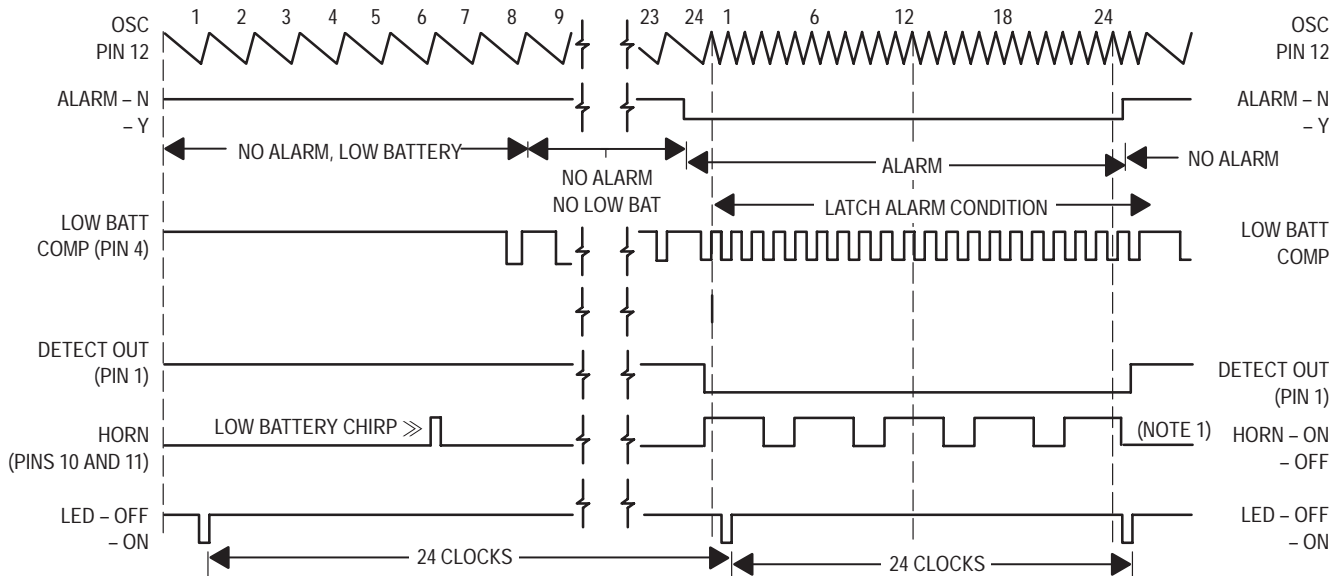 1 2 3 4 5 6 7 8 9 23 24 1 6 12 18 24
OSC
PIN 12
OSC
PIN 12
ALARM – N
– Y
ALARM – N
– Y
NO ALARM, LOW BATTERY
NO ALARM
NO LOW BAT
ALARM
NO ALARM
LATCH ALARM CONDITION
LOW BATT
COMP (PIN 4)
LOW BATT
COMP
DETECT OUT
(PIN 1)
DETECT OUT
(PIN 1)
HORN
(PINS 10 AND 11)
LOW BATTERY CHIRP ≫
(NOTE 1)
HORN – ON
– OFF
LED – OFF
– ON
24 CLOCKS
24 CLOCKS
LED – OFF
– ON